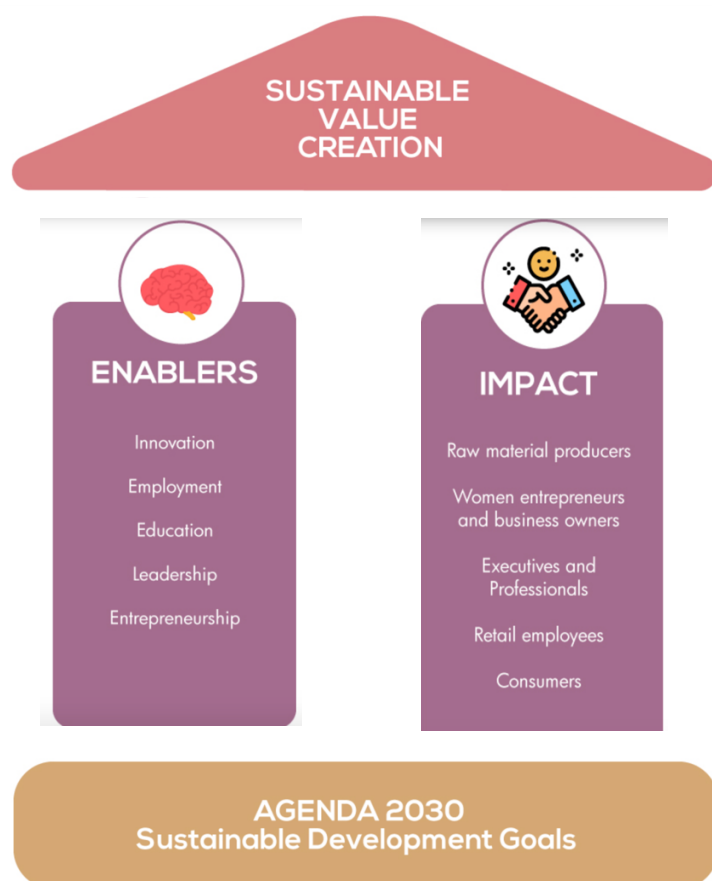 SUSTAINABLE
VALUE
CREATION
ENABLERS
Innovation
Employment
Education
Leadership
Entrepreneurship
IMPACT
Raw material producers
Women entrepreneurs
and business owners
Executives and
Professionals
Retail employees
Consumers
AGENDA 2030
Sustainable Development Goals